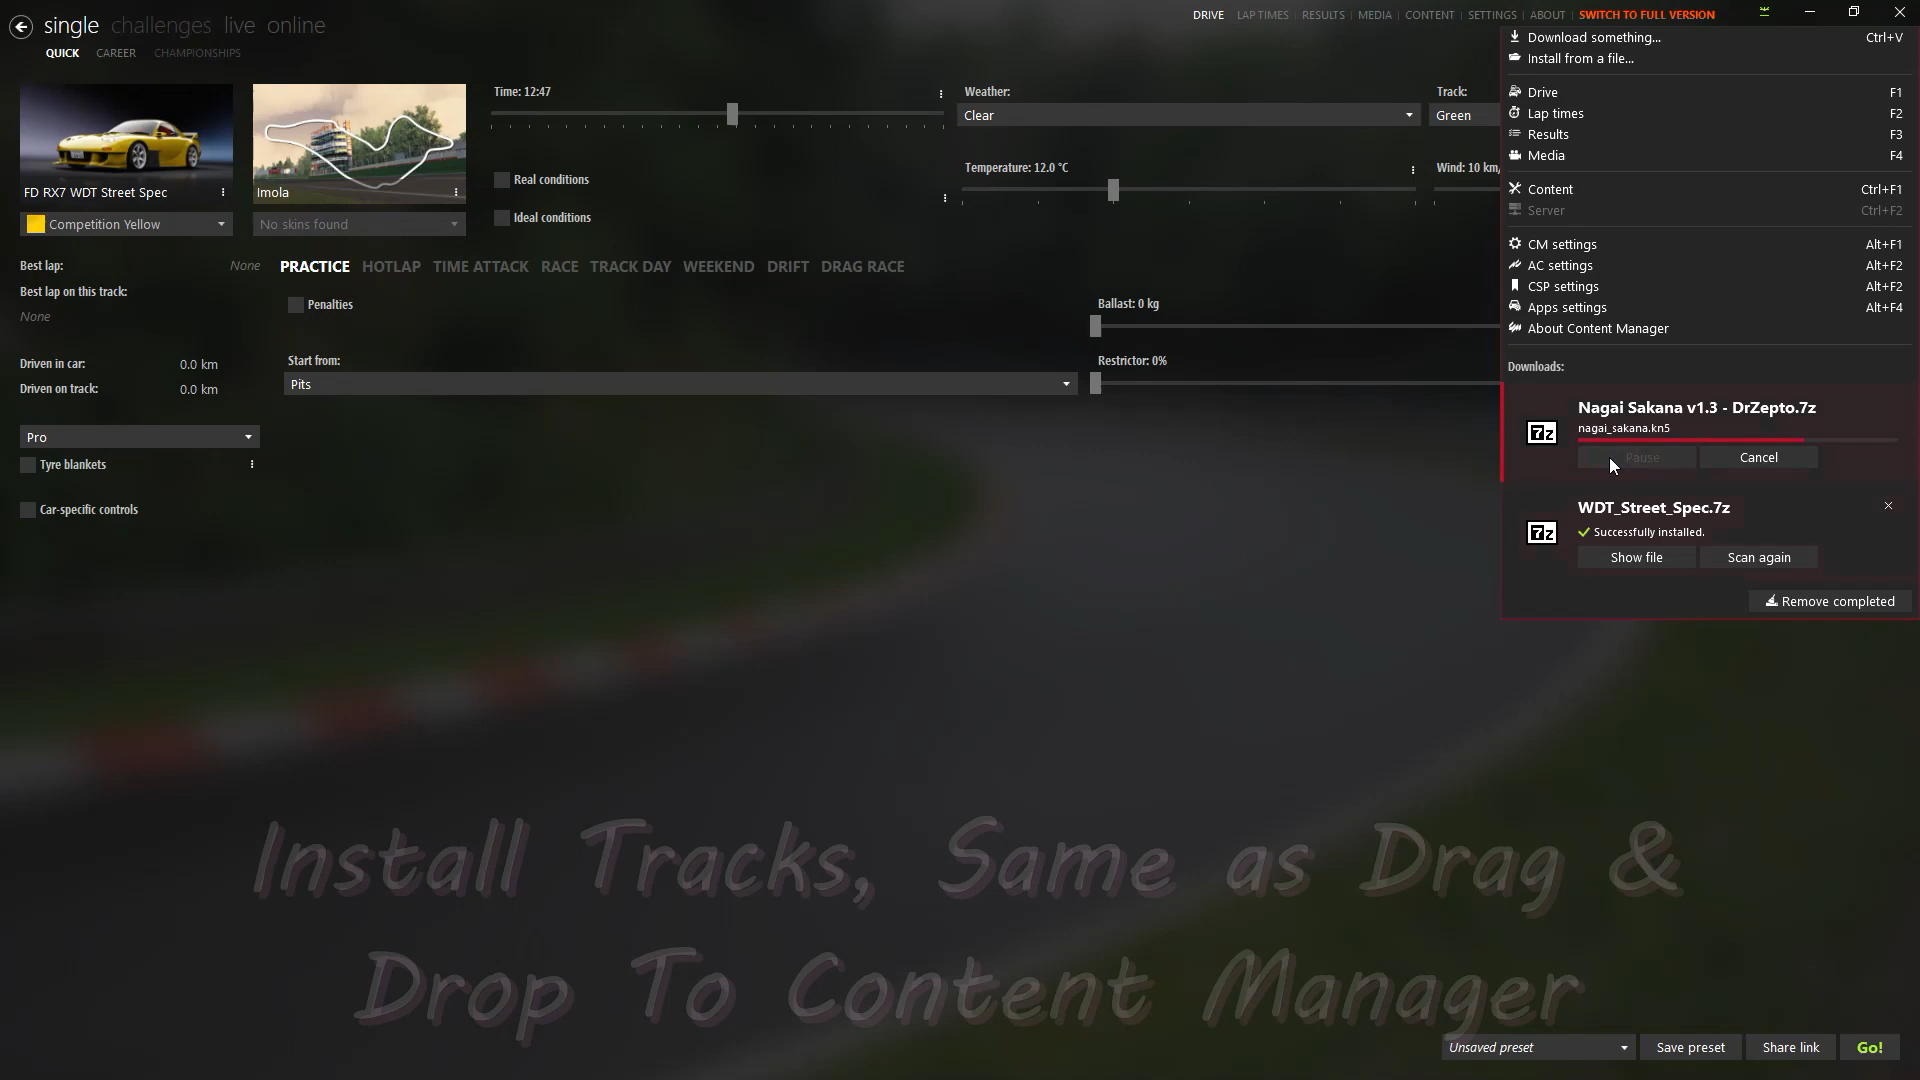 single challenges live online
QUICK CAREER CHAMPIONSHIPS
DRIVE LAP TIMES RESULTS MEDIA CONTENT SETTINGS ABOUT SWITCH TO FULL VERSION
FD RX7 WDT Street Spec
Competition Yellow
Imola
No skins found
Time: 12:47
Real conditions
Ideal conditions
Weather:
Clear
Temperature: 12.0 °C
Track:
Green
Wind: 10 km/
Best lap: None
Best lap on this track:
None
Driven in car: 0.0 km
Driven on track: 0.0 km
Pro
Tyre blankets
Car-specific controls
PRACTICE HOTLAP TIME ATTACK RACE TRACK DAY WEEKEND DRIFT DRAG RACE
Penalties
Start from:
Pits
Ballast: 0 kg
Restrictor: 0%
Download something... Ctrl+V
Install from a file...
Drive F1
Lap times F2
Results F3
Media F4
Content Ctrl+F1
Server Ctrl+F2
CM settings Alt+F1
AC settings Alt+F2
CSP settings Alt+F2
Apps settings Alt+F4
About Content Manager
Downloads:
7z
Nagai Sakana v1.3 - DrZepto.7z
nagai_sakana.kn5
Pause Cancel
7z
WDT_Street_Spec.7z
Successfully installed.
Show file Scan again
Remove completed
Install Tracks, Same as Drag &
Drop To Content Manager
Unsaved preset Save preset Share link Go!